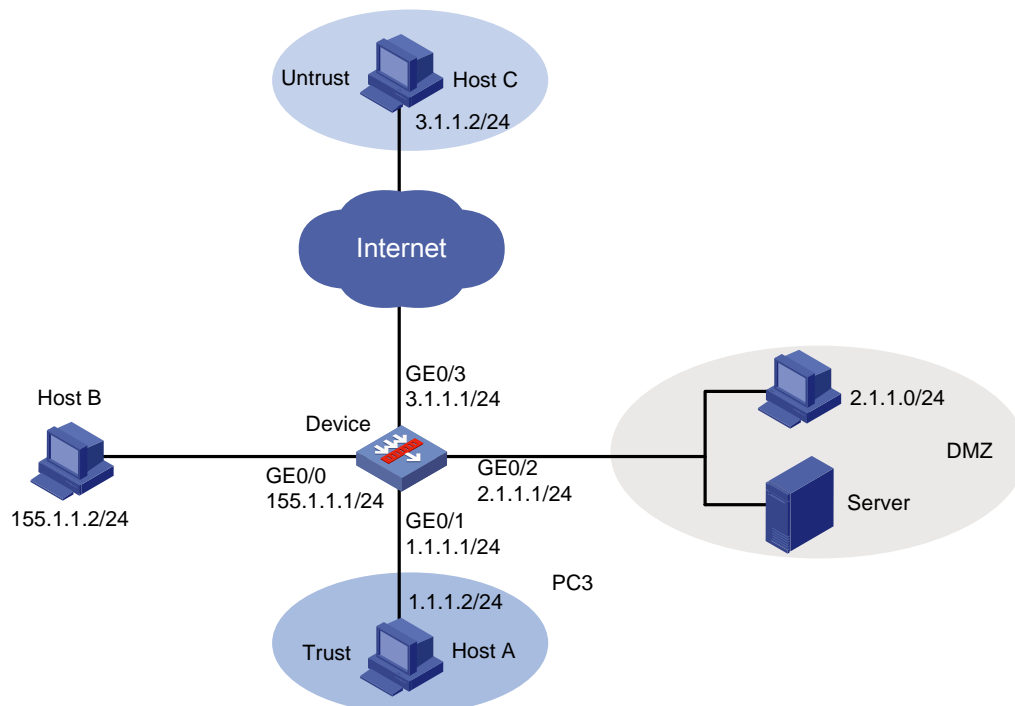 Untrust
Host C
3.1.1.2/24
Internet
GE0/3
3.1.1.1/24
Host B
Device
2.1.1.0/24
DMZ
GE0/0
155.1.1.1/24
GE0/2
2.1.1.1/24
155.1.1.2/24
Server
GE0/1
1.1.1.1/24
PC3
1.1.1.2/24
Trust
Host A